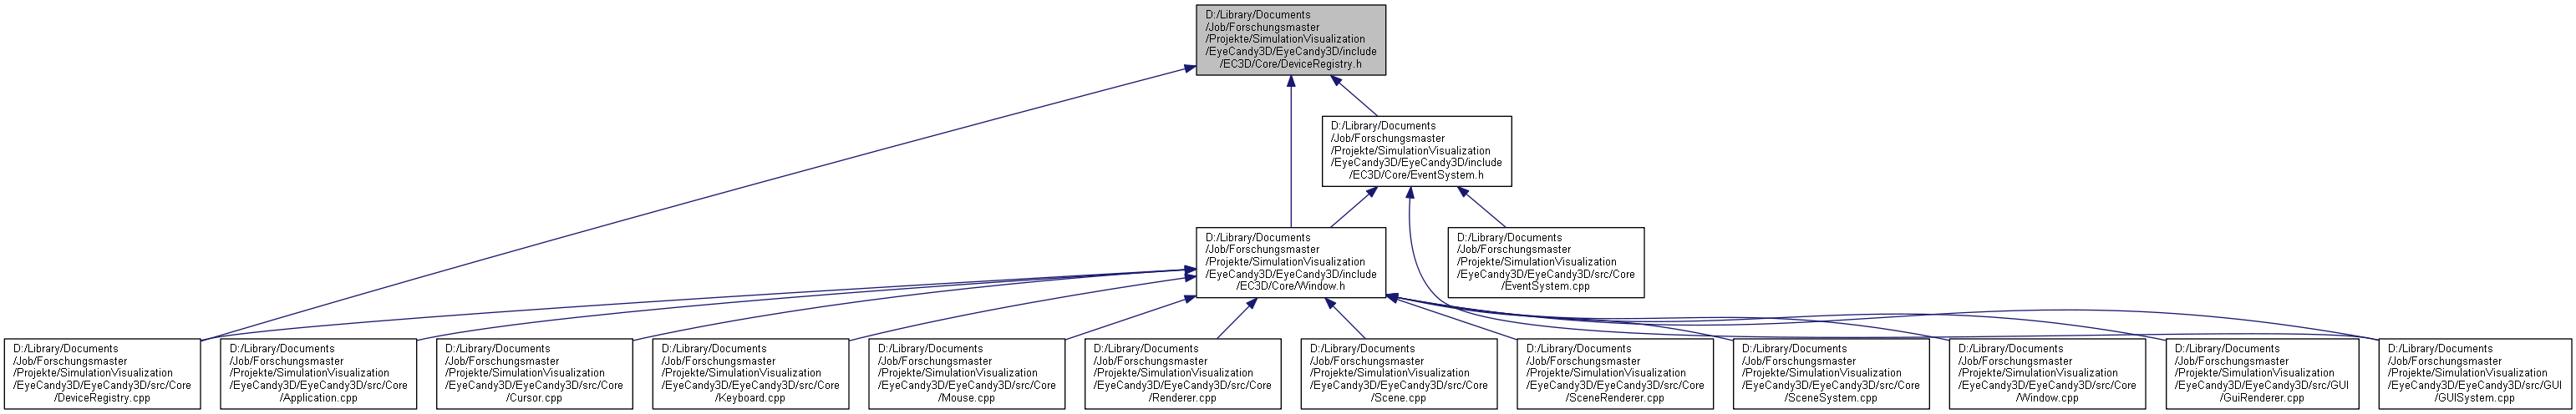 D:/Library/Documents
/Job/Forschungsmaster
/Projekte/SimulationVisualization
/EyeCandy3D/EyeCandy3D/include
/EC3D/Core/DeviceRegistry.h
D:/Library/Documents
/Job/Forschungsmaster
/Projekte/SimulationVisualization
/EyeCandy3D/EyeCandy3D/include
/EC3D/Core/EventSystem.h
D:/Library/Documents
/Job/Forschungsmaster
/Projekte/SimulationVisualization
/EyeCandy3D/EyeCandy3D/include
/EC3D/Core/Window.h
D:/Library/Documents
/Job/Forschungsmaster
/Projekte/SimulationVisualization
/EyeCandy3D/EyeCandy3D/src/Core
/EventSystem.cpp
D:/Library/Documents
/Job/Forschungsmaster
/Projekte/SimulationVisualization
/EyeCandy3D/EyeCandy3D/src/Core
/DeviceRegistry.cpp
D:/Library/Documents
/Job/Forschungsmaster
/Projekte/SimulationVisualization
/EyeCandy3D/EyeCandy3D/src/Core
/Application.cpp
D:/Library/Documents
/Job/Forschungsmaster
/Projekte/SimulationVisualization
/EyeCandy3D/EyeCandy3D/src/Core
/Cursor.cpp
D:/Library/Documents
/Job/Forschungsmaster
/Projekte/SimulationVisualization
/EyeCandy3D/EyeCandy3D/src/Core
/Keyboard.cpp
D:/Library/Documents
/Job/Forschungsmaster
/Projekte/SimulationVisualization
/EyeCandy3D/EyeCandy3D/src/Core
/Mouse.cpp
D:/Library/Documents
/Job/Forschungsmaster
/Projekte/SimulationVisualization
/EyeCandy3D/EyeCandy3D/src/Core
/Renderer.cpp
D:/Library/Documents
/Job/Forschungsmaster
/Projekte/SimulationVisualization
/EyeCandy3D/EyeCandy3D/src/Core
/Scene.cpp
D:/Library/Documents
/Job/Forschungsmaster
/Projekte/SimulationVisualization
/EyeCandy3D/EyeCandy3D/src/Core
/SceneRenderer.cpp
D:/Library/Documents
/Job/Forschungsmaster
/Projekte/SimulationVisualization
/EyeCandy3D/EyeCandy3D/src/Core
/SceneSystem.cpp
D:/Library/Documents
/Job/Forschungsmaster
/Projekte/SimulationVisualization
/EyeCandy3D/EyeCandy3D/src/Core
/Window.cpp
D:/Library/Documents
/Job/Forschungsmaster
/Projekte/SimulationVisualization
/EyeCandy3D/EyeCandy3D/src/GUI
/GuiRenderer.cpp
D:/Library/Documents
/Job/Forschungsmaster
/Projekte/SimulationVisualization
/EyeCandy3D/EyeCandy3D/src/GUI
/GUISystem.cpp